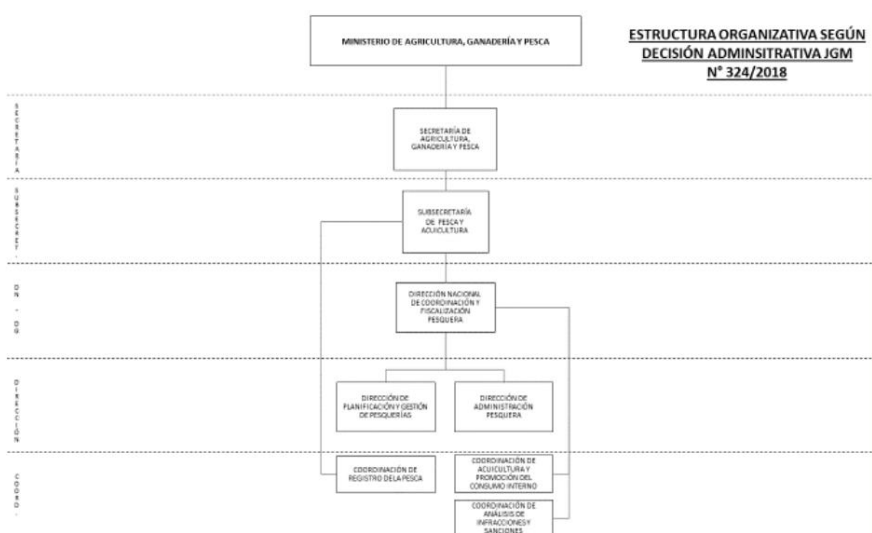 MINISTERIO DE AGRICULTURA, GANADERÍA Y PESCA
ESTRUCTURA ORGANIZATIVA SEGÚN
DECISIÓN ADMINSITRATIVA JGM
N° 324/2018
SECRETARÍA
SECRETARÍA DE
AGRICULTURA,
GANADERÍA Y PESCA
SUBSECRET.
SUBSECRETARÍA
DE PESCA Y
ACUICULTURA
DN - DG
DIRECCIÓN NACIONAL
DE COORDINACIÓN Y
FISCALIZACIÓN
PESQUERA
DIRECCIÓN
DIRECCIÓN DE
PLANIFICACIÓN Y GESTIÓN
DE PESQUERÍAS
DIRECCIÓN DE
ADMINISTRACIÓN
PESQUERA
COORD.
COORDINACIÓN DE
REGISTRO DE LA PESCA
COORDINACIÓN DE
ACUICULTURA Y
PROMOCIÓN DEL
CONSUMO INTERNO
COORDINACIÓN DE
ANÁLISIS DE
INFRACCIONES Y
SANCIONES